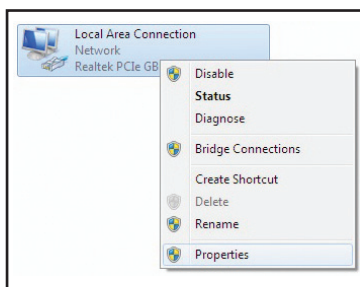 Local Area Connection
Network
Realtek PCIe GB
Disable
Status
Diagnose
Bridge Connections
Create Shortcut
Delete
Rename
Properties